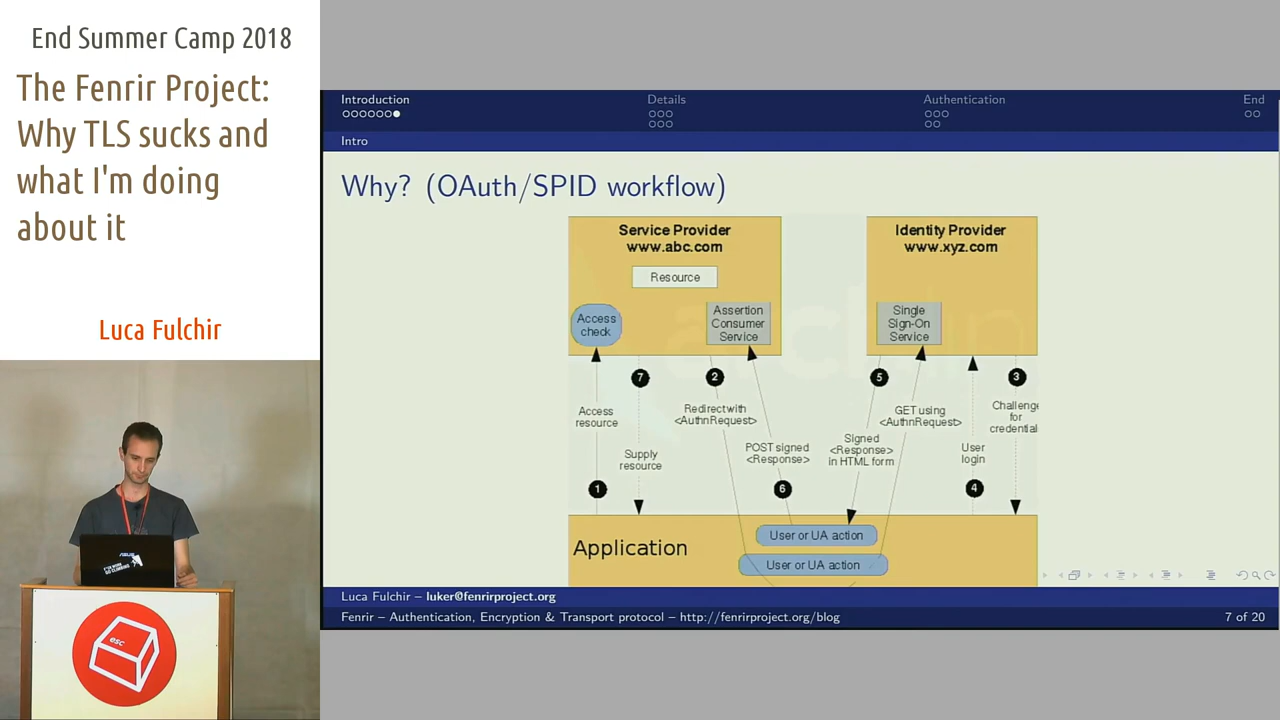 End Summer Camp 2018
The Fenrir Project:
Why TLS sucks and
what I'm doing
about it
Luca Fulchir
esc
Introduction
Details
Authentication
End
Intro
Why? (OAuth/SPID workflow)
Service Provider
www.abc.com
Resource
Access
check
Assertion
Consumer
Service
Identity Provider
www.xyz.com
Single
Sign-On
Service
7
2
5
3
Access
resource
Redirect with
<AuthnRequest>
GET using
<AuthnRequest>
Challenge
for
credential
Supply
resource
POST signed
<Response>
Signed
<Response>
in HTML form
User
login
1
6
4
Application
User or UA action
User or UA action
Luca Fulchir – luker@fenrirproject.org
Fenrir – Authentication, Encryption & Transport protocol – http://fenrirproject.org/blog
7 of 20